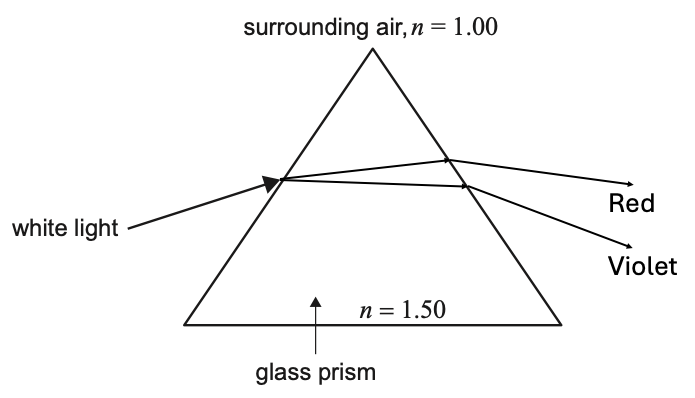 surrounding air, n = 1.00
white light
Red
Violet
n = 1.50
glass prism